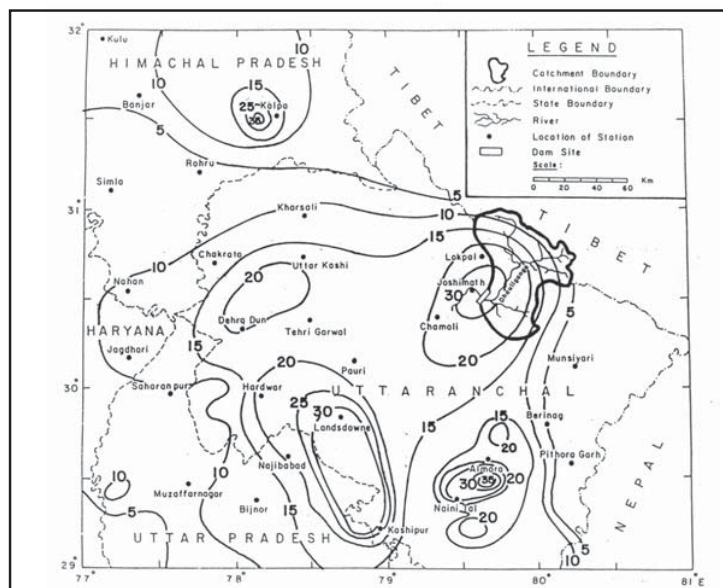 32°
Kulu
HIMACHAL PRADESH
10
10
15
25
35
Kalpa
Banjar
5
TIBET
LEGEND
Catchment Boundary
International Boundary
State Boundary
River
Location of Station
Dam Site
Scale :
0 20 40 60 Km
Rohru
Simla
31°
5
10
15
TIBET
Kharsali
Chakrata
10
Uttar Kashi
Lokpal
20
Nahan
Joshimath
30
Dhauliganga
HARYANA
Dehra Dun
Tehri Garwal
Chamoli
5
Jagdhari
15
20
Munsiyari
30°
Pauri
Saharanpur
Hardwar
20
UTTARANCHAL
25
30
Landsdowne
15
15
Berinag
20
Pithora Garh
Najibabad
Almora
10
10
30
35
20
Muzaffarnagar
Bijnor
Naini Tal
15
20
NEPAL
5
Kashipur
10
5
UTTAR PRADESH
29°
77°
78°
79°
80°
81°E